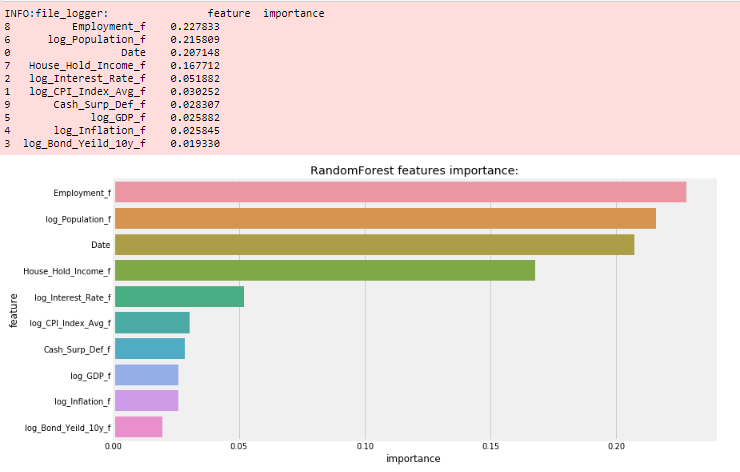 INFO:file_logger: feature importance
8 Employment_f 0.227833
6 log_Population_f 0.215809
0 Date 0.207148
7 House_Hold_Income_f 0.167712
2 log_Interest_Rate_f 0.051882
1 log_CPI_Index_Avg_f 0.030252
9 Cash_Surp_Def_f 0.028307
5 log_GDP_f 0.025882
4 log_Inflation_f 0.025845
3 log_Bond_Yeild_10y_f 0.019330
RandomForest features importance:
feature
Employment_f
log_Population_f
Date
House_Hold_Income_f
log_Interest_Rate_f
log_CPI_Index_Avg_f
Cash_Surp_Def_f
log_GDP_f
log_Inflation_f
log_Bond_Yeild_10y_f
0.00 0.05 0.10 0.15 0.20
importance